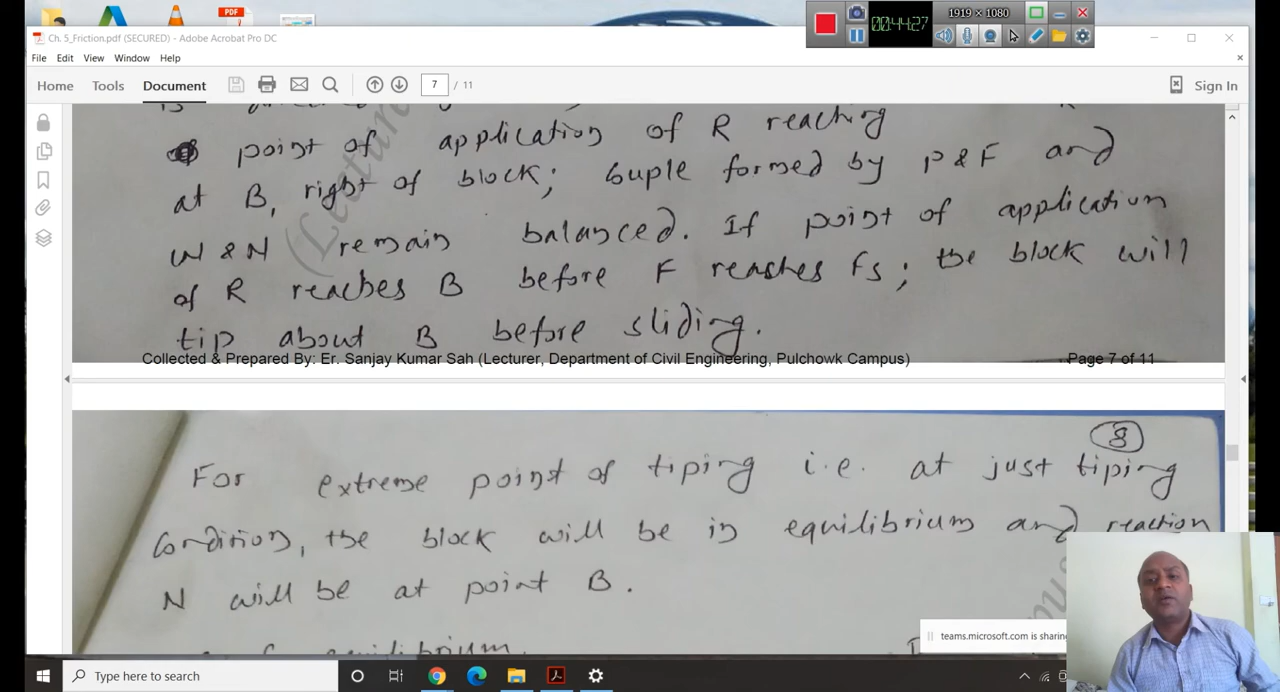 PDF
00:44:27
1919 × 1080
Ch. 5_Friction.pdf (SECURED) - Adobe Acrobat Pro DC
File Edit View Window Help
Home Tools Document
7 / 11
Sign In
point of application of R reaching
at B, right of block; couple formed by P & F and
W & N remain balanced. If point of application
of R reaches B before F reaches Fs; the block will
tip about B before sliding.
Collected & Prepared By: Er. Sanjay Kumar Sah (Lecturer, Department of Civil Engineering, Pulchowk Campus)
Page 7 of 11
8
For extreme point of tiping i.e. at just tiping
condition, the block will be in equilibrium and reaction
N will be at point B.
equilibrium
teams.microsoft.com is sharing
Type here to search